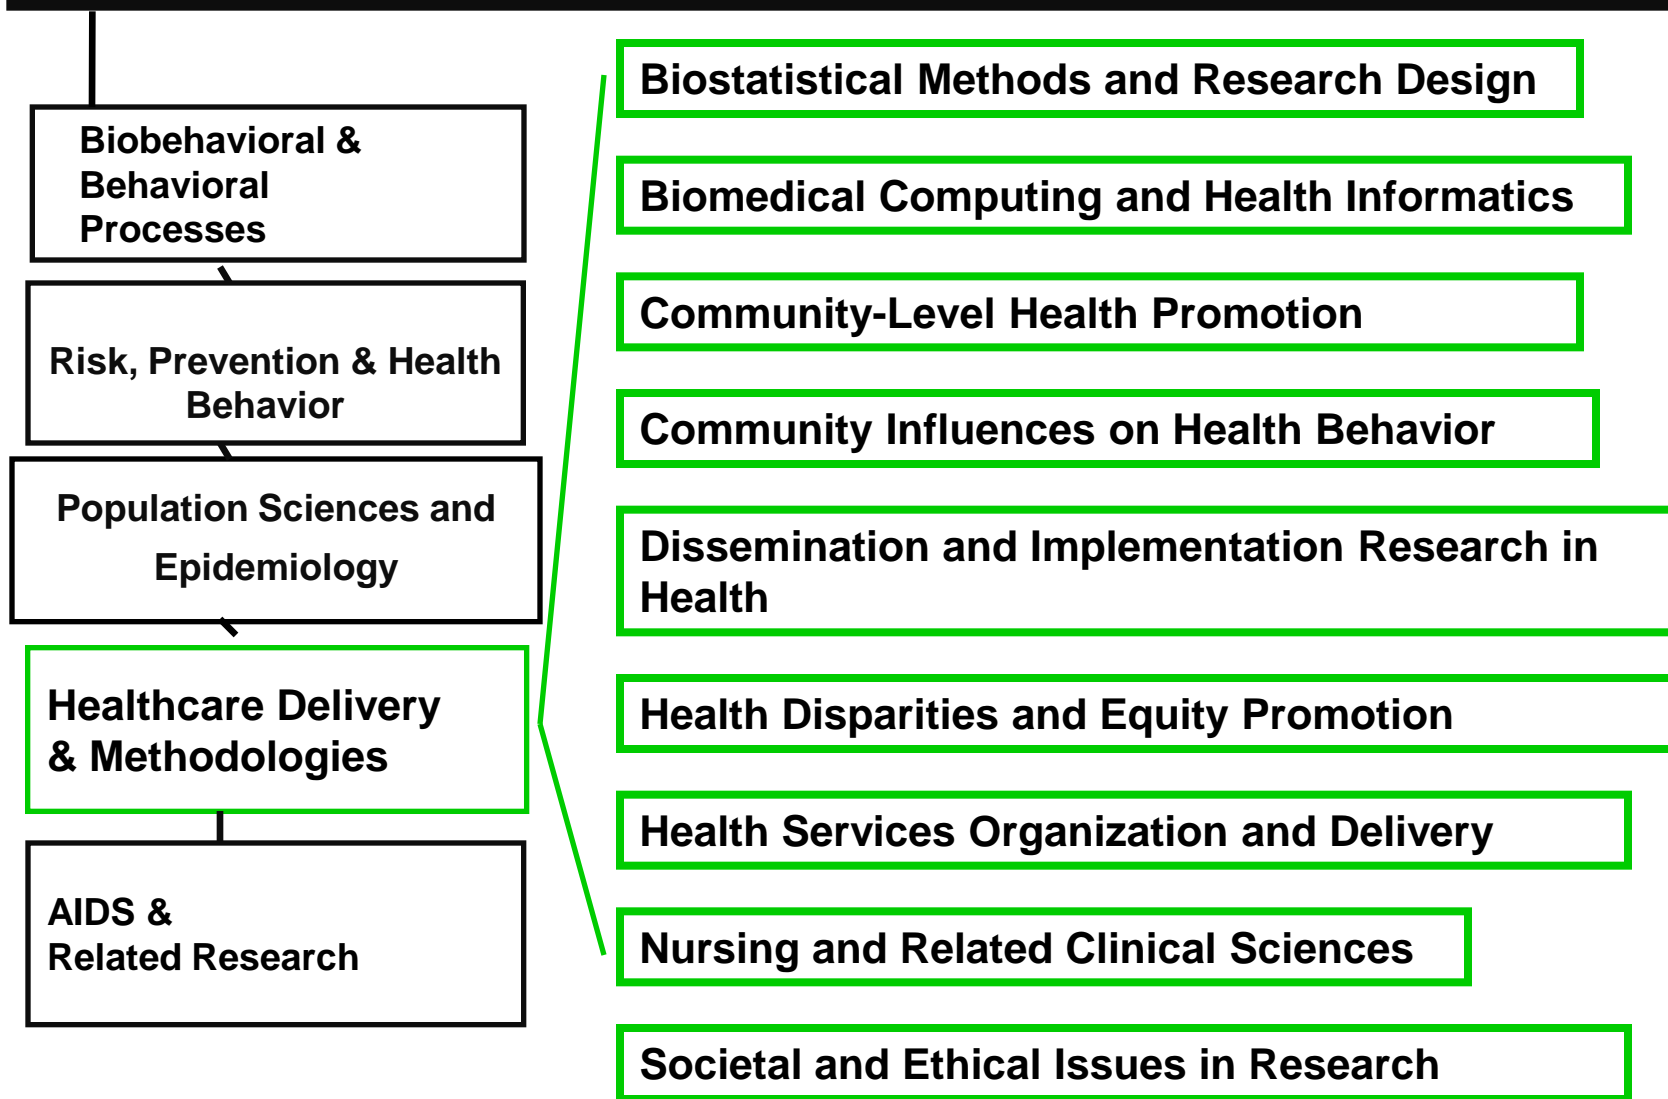 Biobehavioral &
Behavioral
Processes
Risk, Prevention & Health
Behavior
Population Sciences and
Epidemiology
Healthcare Delivery
& Methodologies
AIDS &
Related Research
Biostatistical Methods and Research Design
Biomedical Computing and Health Informatics
Community-Level Health Promotion
Community Influences on Health Behavior
Dissemination and Implementation Research in
Health
Health Disparities and Equity Promotion
Health Services Organization and Delivery
Nursing and Related Clinical Sciences
Societal and Ethical Issues in Research